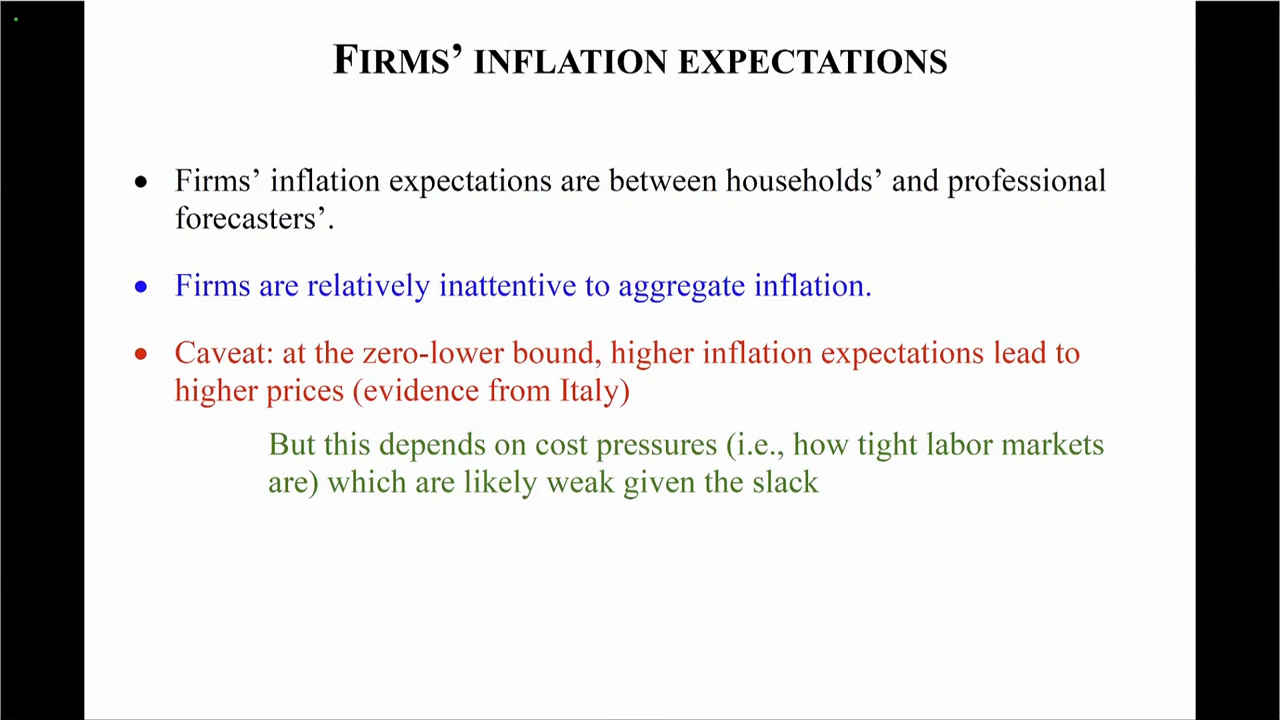 FIRMS’ INFLATION EXPECTATIONS
• Firms’ inflation expectations are between households’ and professional
forecasters’.
• Firms are relatively inattentive to aggregate inflation.
• Caveat: at the zero-lower bound, higher inflation expectations lead to
higher prices (evidence from Italy)
But this depends on cost pressures (i.e., how tight labor markets
are) which are likely weak given the slack